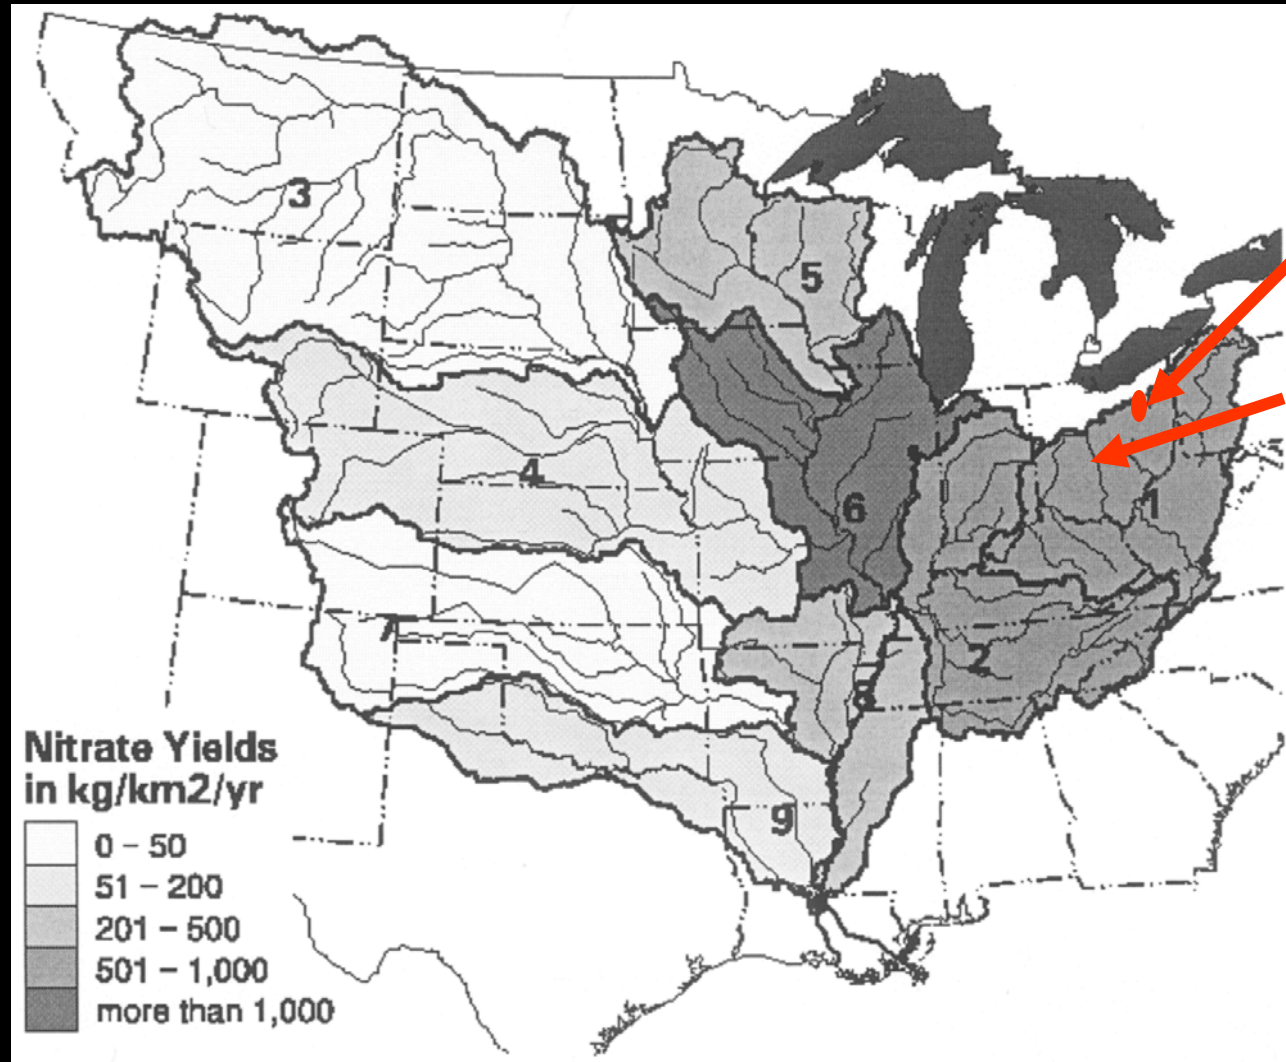 3
5
4
6
1
7
2
8
Nitrate Yields
in kg/km2/yr
0 – 50
51 – 200
9
201 – 500
501 – 1,000
more than 1,000